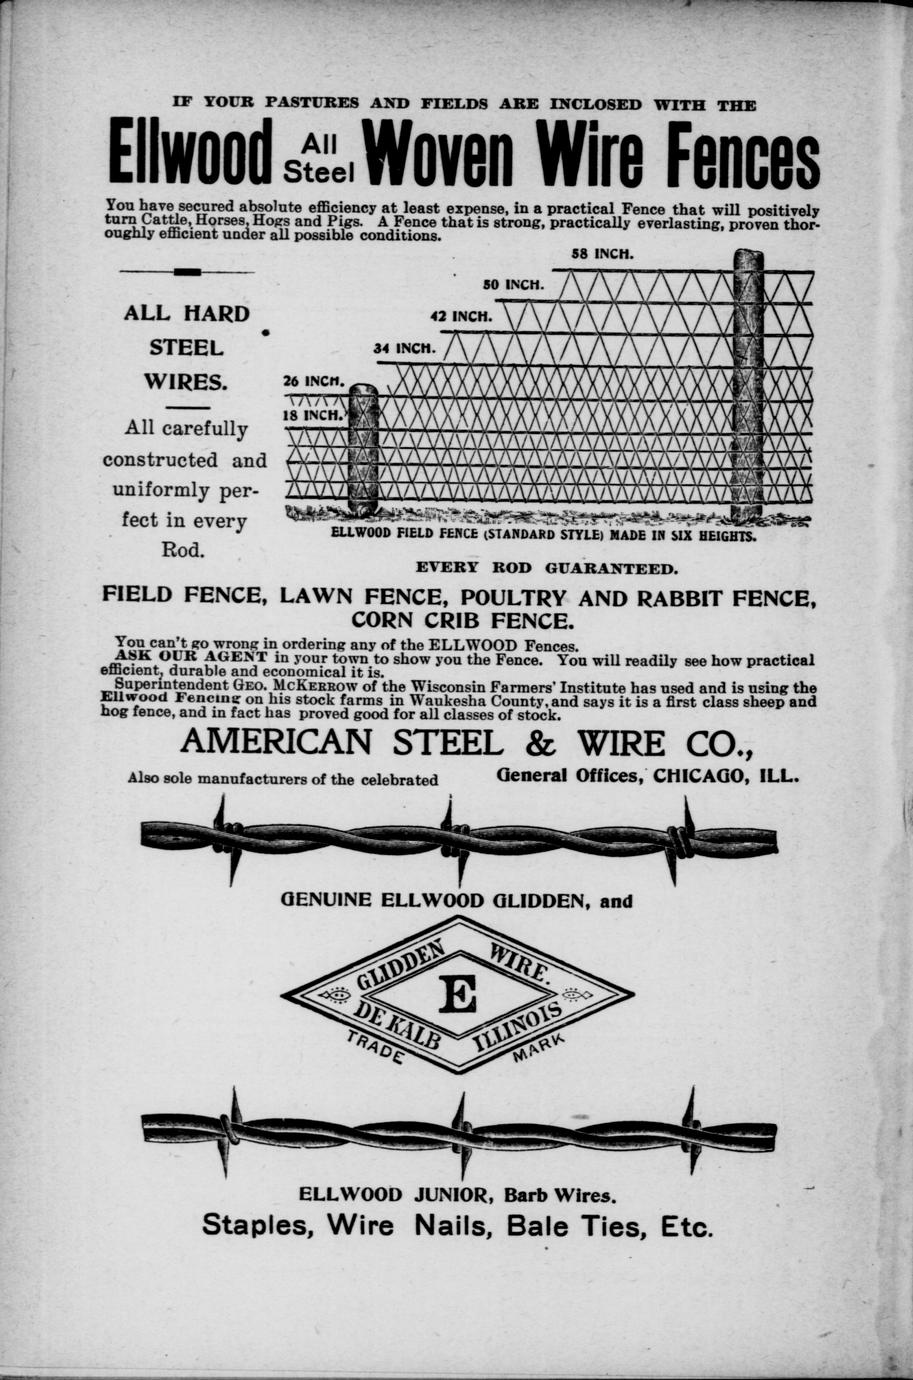 IF YOUR PASTURES AND FIELDS ARE INCLOSED WITH THE
Ellwood All Steel Woven Wire Fences
You have secured absolute efficiency at least expense, in a practical Fence that will positively
turn Cattle, Horses, Hogs and Pigs. A Fence that is strong, practically everlasting, proven thor-
oughly efficient under all possible conditions.
ALL HARD
STEEL
WIRES.
All carefully
constructed and
uniformly per-
fect in every
Rod.
58 INCH.
50 INCH.
42 INCH.
34 INCH.
26 INCH.
18 INCH.
ELLWOOD FIELD FENCE (STANDARD STYLE) MADE IN SIX HEIGHTS.
EVERY ROD GUARANTEED.
FIELD FENCE, LAWN FENCE, POULTRY AND RABBIT FENCE,
CORN CRIB FENCE.
You can't go wrong in ordering any of the ELLWOOD Fences.
ASK OUR AGENT in your town to show you the Fence. You will readily see how practical
efficient, durable and economical it is.
Superintendent GEO. MCKERROW of the Wisconsin Farmers' Institute has used and is using the
Ellwood Fencing on his stock farms in Waukesha County, and says it is a first class sheep and
hog fence, and in fact has proved good for all classes of stock.
AMERICAN STEEL & WIRE CO.,
Also sole manufacturers of the celebrated
General Offices, CHICAGO, ILL.
GENUINE ELLWOOD GLIDDEN, and
GLIDDEN WIRE.
E
DE KALB ILLINOIS
TRADE MARK
ELLWOOD JUNIOR, Barb Wires.
Staples, Wire Nails, Bale Ties, Etc.